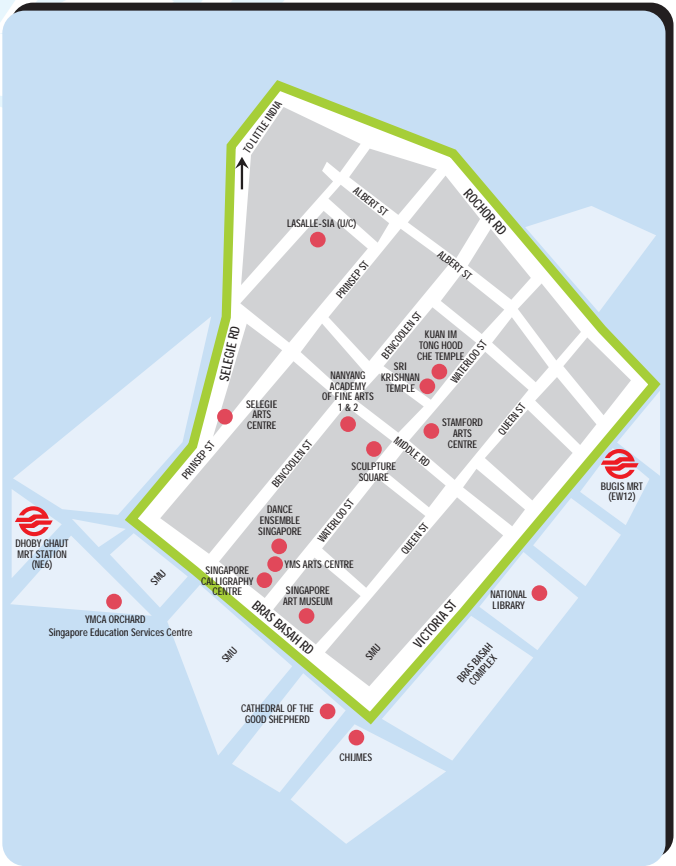 TO LITTLE INDIA
ALBERT ST
ROCHOR RD
LASALLE-SIA (U/C)
ALBERT ST
PRINSEP ST
BENCOOLEN ST
KUAN IM
TONG HOOD
CHE TEMPLE
WATERLOO ST
SELEGIE RD
SRI
KRISHNAN
TEMPLE
NANYANG
ACADEMY
OF FINE ARTS
1 & 2
SELEGIE
ARTS
CENTRE
STAMFORD
ARTS
CENTRE
QUEEN ST
MIDDLE RD
PRINSEP ST
BENCOOLEN ST
SCULPTURE
SQUARE
BUGIS MRT
(EW12)
DANCE
ENSEMBLE
SINGAPORE
WATERLOO ST
QUEEN ST
DHOBY GHAUT
MRT STATION
(NE6)
YMS ARTS CENTRE
SMU
SINGAPORE
CALLIGRAPHY
CENTRE
SINGAPORE
ART MUSEUM
NATIONAL
LIBRARY
YMCA ORCHARD
Singapore Education Services Centre
BRAS BASAH RD
VICTORIA ST
SMU
SMU
BRAS BASAH
COMPLEX
CATHEDRAL OF THE
GOOD SHEPHERD
CHIJMES